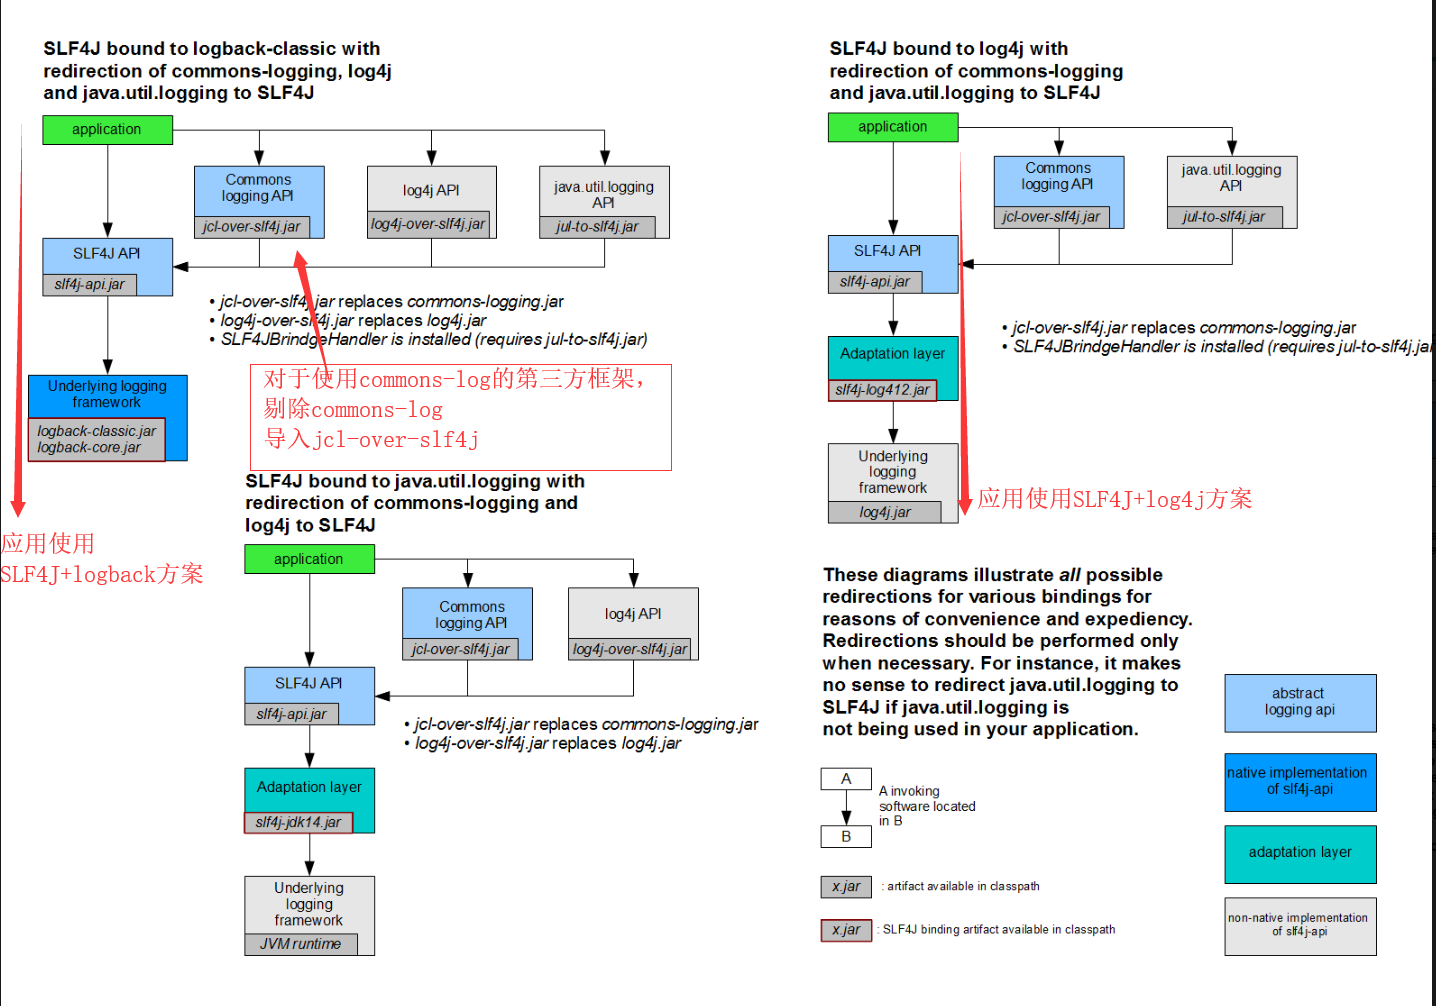 SLF4J bound to logback-classic with
redirection of commons-logging, log4j
and java.util.logging to SLF4J
application
Commons
logging API
jcl-over-slf4j.jar
log4j API
log4j-over-slf4j.jar
java.util.logging
API
jul-to-slf4j.jar
SLF4J API
slf4j-api.jar
• jcl-over-slf4j.jar replaces commons-logging.jar
• log4j-over-slf4j.jar replaces log4j.jar
• SLF4JBrindgeHandler is installed (requires jul-to-slf4j.jar)
Underlying logging
framework
logback-classic.jar
logback-core.jar
对于使用commons-log的第三方框架，
剔除commons-log
导入jcl-over-slf4j
应用使用
SLF4J+logback方案
SLF4J bound to log4j with
redirection of commons-logging
and java.util.logging to SLF4J
application
Commons
logging API
jcl-over-slf4j.jar
java.util.logging
API
jul-to-slf4j.jar
SLF4J API
slf4j-api.jar
• jcl-over-slf4j.jar replaces commons-logging.jar
• SLF4JBrindgeHandler is installed (requires jul-to-slf4j.jar
Adaptation layer
slf4j-log412.jar
Underlying
logging
framework
log4j.jar
应用使用SLF4J+log4j方案
SLF4J bound to java.util.logging with
redirection of commons-logging and
log4j to SLF4J
application
Commons
logging API
jcl-over-slf4j.jar
log4j API
log4j-over-slf4j.jar
SLF4J API
slf4j-api.jar
• jcl-over-slf4j.jar replaces commons-logging.jar
• log4j-over-slf4j.jar replaces log4j.jar
Adaptation layer
slf4j-jdk14.jar
Underlying
logging
framework
JVM runtime
These diagrams illustrate all possible
redirections for various bindings for
reasons of convenience and expediency.
Redirections should be performed only
when necessary. For instance, it makes
no sense to redirect java.util.logging to
SLF4J if java.util.logging is
not being used in your application.
A
A invoking
software located
in B
B
x.jar : artifact available in classpath
x.jar : SLF4J binding artifact available in classpath
abstract
logging api
native implementation
of slf4j-api
adaptation layer
non-native implementation
of slf4j-api